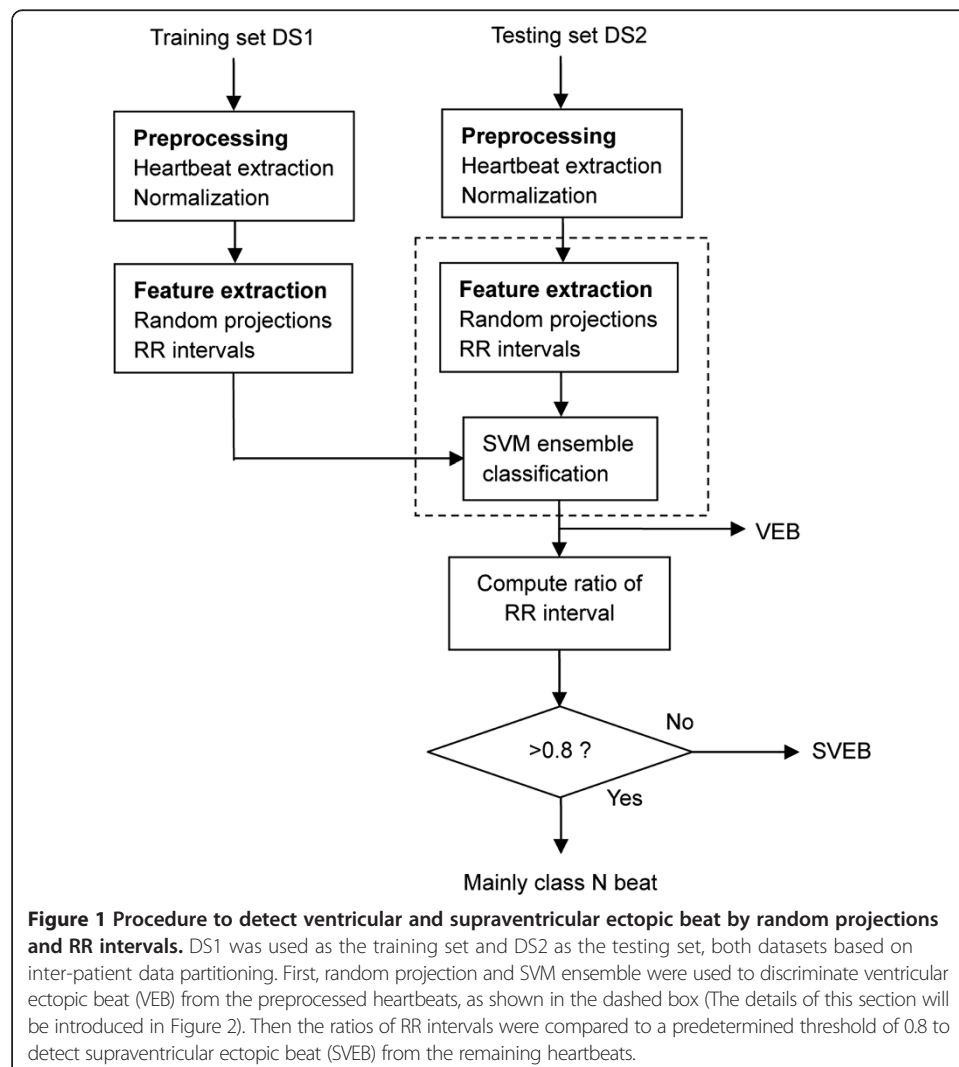 Training set DS1
Testing set DS2
Preprocessing
Heartbeat extraction
Normalization
Preprocessing
Heartbeat extraction
Normalization
Feature extraction
Random projections
RR intervals
Feature extraction
Random projections
RR intervals
SVM ensemble
classification
VEB
Compute ratio of
RR interval
No
>0.8 ?
SVEB
Yes
Mainly class N beat
Figure 1 Procedure to detect ventricular and supraventricular ectopic beat by random projections
and RR intervals. DS1 was used as the training set and DS2 as the testing set, both datasets based on
inter-patient data partitioning. First, random projection and SVM ensemble were used to discriminate ventricular
ectopic beat (VEB) from the preprocessed heartbeats, as shown in the dashed box (The details of this section will
be introduced in Figure 2). Then the ratios of RR intervals were compared to a predetermined threshold of 0.8 to
detect supraventricular ectopic beat (SVEB) from the remaining heartbeats.